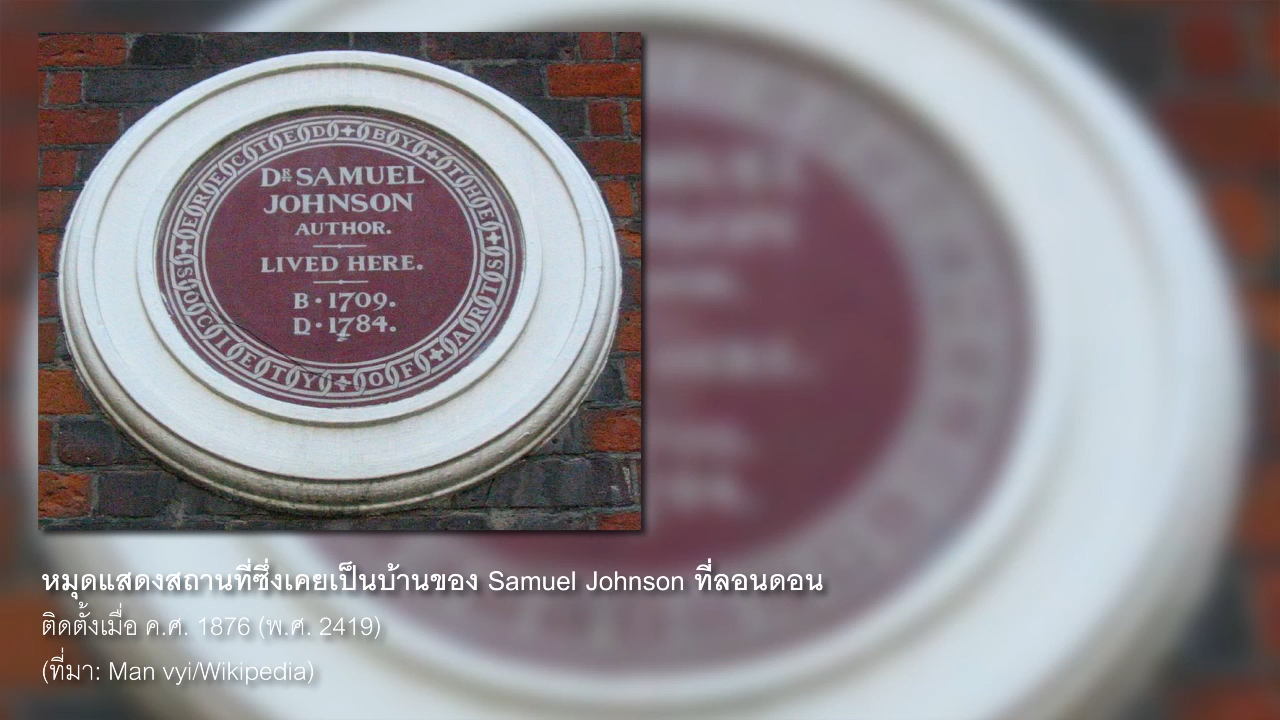 ERECTED BY THE SOCIETY OF ARTS
DR SAMUEL
JOHNSON
AUTHOR.
LIVED HERE.
B·1709.
D·1784.
หมุดแสดงสถานที่ซึ่งเคยเป็นบ้านของ Samuel Johnson ที่ลอนดอน
ติดตั้งเมื่อ ค.ศ. 1876 (พ.ศ. 2419)
(ที่มา: Man vyi/Wikipedia)